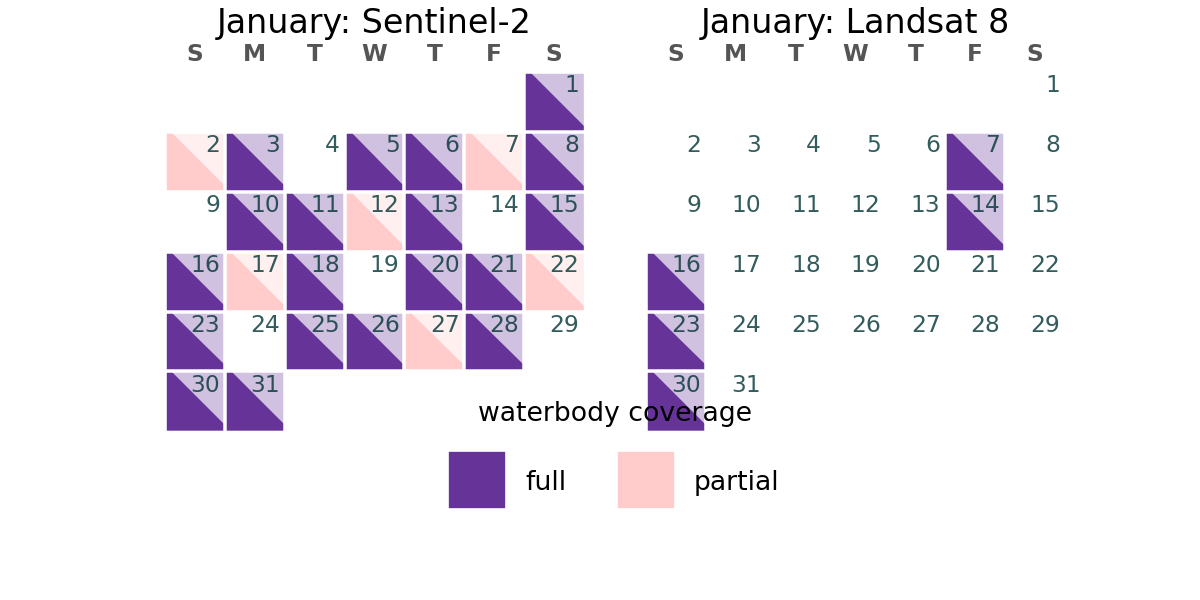 January: Sentinel-2
S M T W T F S
1
2 3 4 5 6 7 8
9 10 11 12 13 14 15
16 17 18 19 20 21 22
23 24 25 26 27 28 29
30 31
January: Landsat 8
S M T W T F S
1
2 3 4 5 6 7 8
9 10 11 12 13 14 15
16 17 18 19 20 21 22
23 24 25 26 27 28 29
30 31
waterbody coverage
full partial